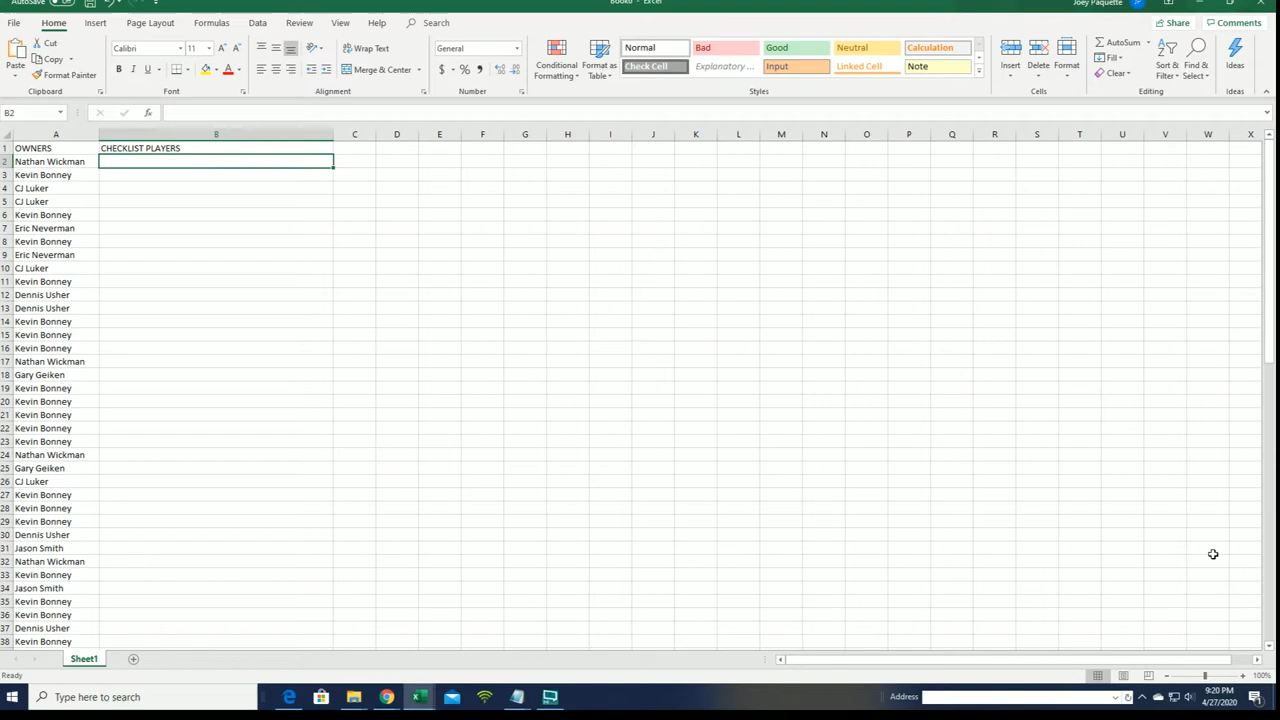 AutoSave Off Book6 - Excel Joey Paquette JP
File Home Insert Page Layout Formulas Data Review View Help Search Share Comments
Paste Cut Copy Format Painter Clipboard
Calibri 11 B I U A Font
Wrap Text Merge & Center Alignment
General $ % Number
Conditional Formatting Format as Table
Normal Bad Good Neutral Calculation
Check Cell Explanatory ... Input Linked Cell Note
Styles
Insert Delete Format Cells
AutoSum Fill Clear Sort & Filter Find & Select Editing
Ideas Ideas
B2 fx
A B C D E F G H I J K L M N O P Q R S T U V W X
1 OWNERS CHECKLIST PLAYERS
2 Nathan Wickman
3 Kevin Bonney
4 CJ Luker
5 CJ Luker
6 Kevin Bonney
7 Eric Neverman
8 Kevin Bonney
9 Eric Neverman
10 CJ Luker
11 Kevin Bonney
12 Dennis Usher
13 Dennis Usher
14 Kevin Bonney
15 Kevin Bonney
16 Kevin Bonney
17 Nathan Wickman
18 Gary Geiken
19 Kevin Bonney
20 Kevin Bonney
21 Kevin Bonney
22 Kevin Bonney
23 Kevin Bonney
24 Nathan Wickman
25 Gary Geiken
26 CJ Luker
27 Kevin Bonney
28 Kevin Bonney
29 Kevin Bonney
30 Dennis Usher
31 Jason Smith
32 Nathan Wickman
33 Kevin Bonney
34 Jason Smith
35 Kevin Bonney
36 Kevin Bonney
37 Dennis Usher
38 Kevin Bonney
Sheet1
Ready 100%
Type here to search Address 9:20 PM
4/27/2020